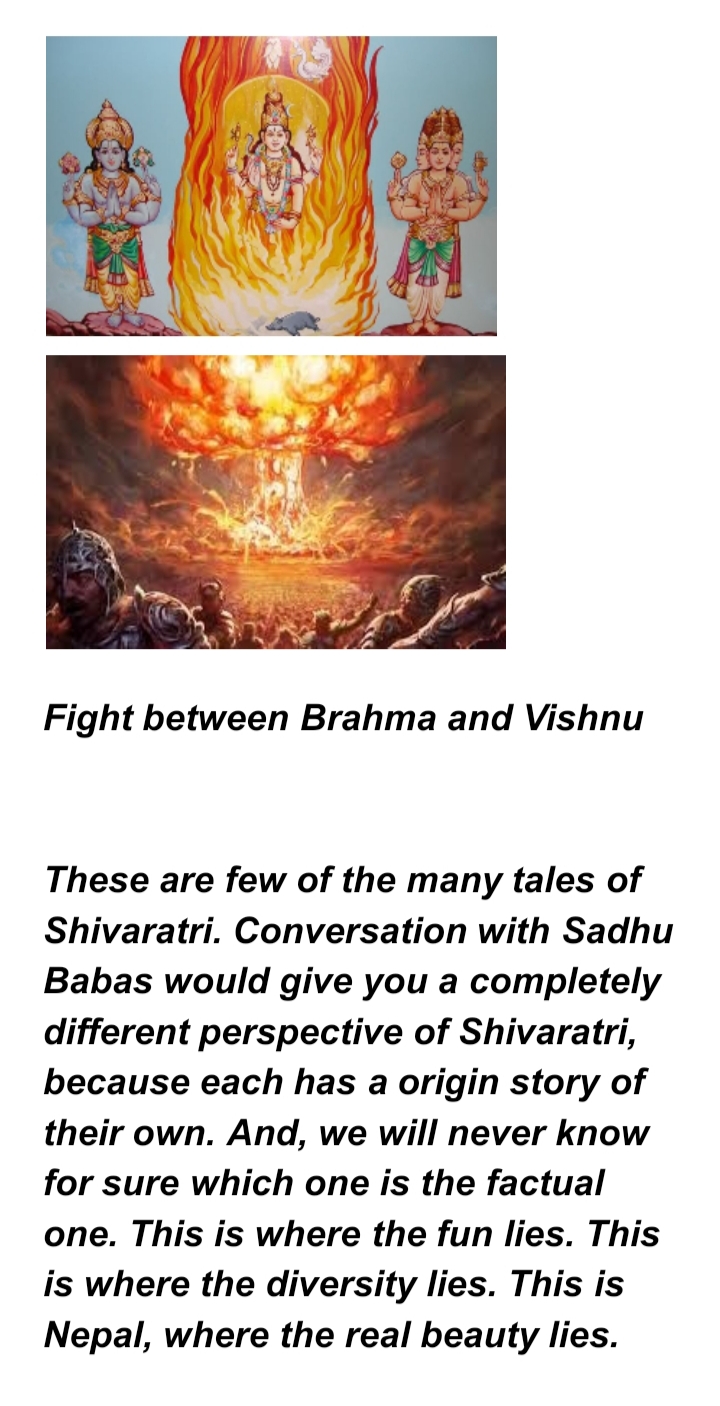 Fight between Brahma and Vishnu
These are few of the many tales of
Shivaratri. Conversation with Sadhu
Babas would give you a completely
different perspective of Shivaratri,
because each has a origin story of
their own. And, we will never know
for sure which one is the factual
one. This is where the fun lies. This
is where the diversity lies. This is
Nepal, where the real beauty lies.